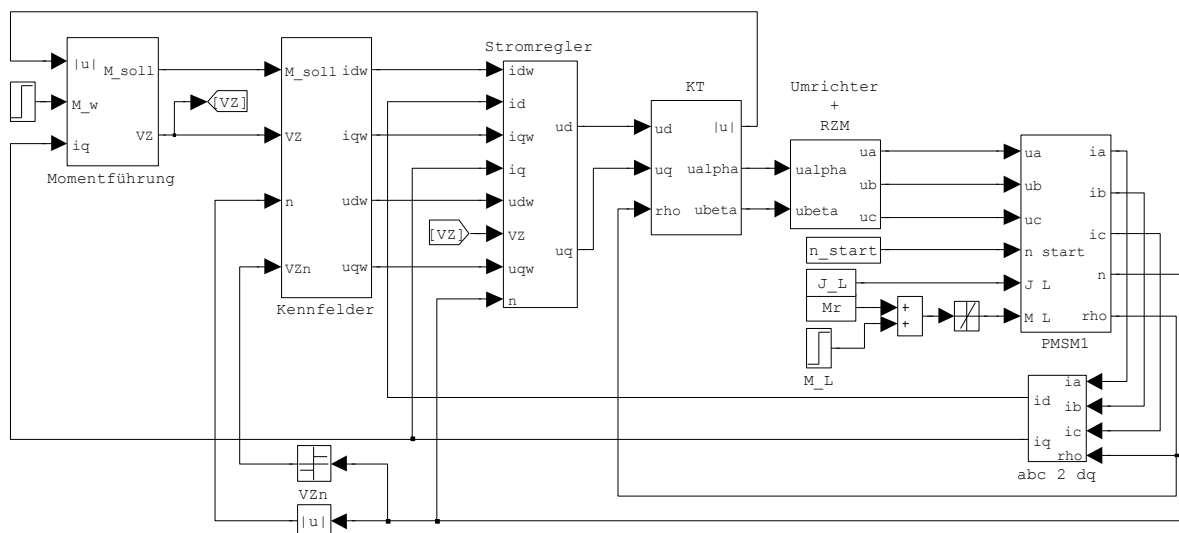 |u|
M_w
iq
M_soll
VZ
Momentführung
[VZ]
M_soll
VZ
n
VZn
idw
iqw
udw
uqw
Kennfelder
Stromregler
idw
id
iqw
iq
udw
VZ
uqw
n
ud
uq
[VZ]
KT
ud
uq
rho
|u|
ualpha
ubeta
Umrichter
+
RZM
ualpha
ubeta
ua
ub
uc
n_start
J_L
Mr
+
+
M_L
ua
ub
uc
n start
J L
M L
ia
ib
ic
n
rho
PMSM1
id
iq
ia
ib
ic
rho
abc 2 dq
VZn
|u|